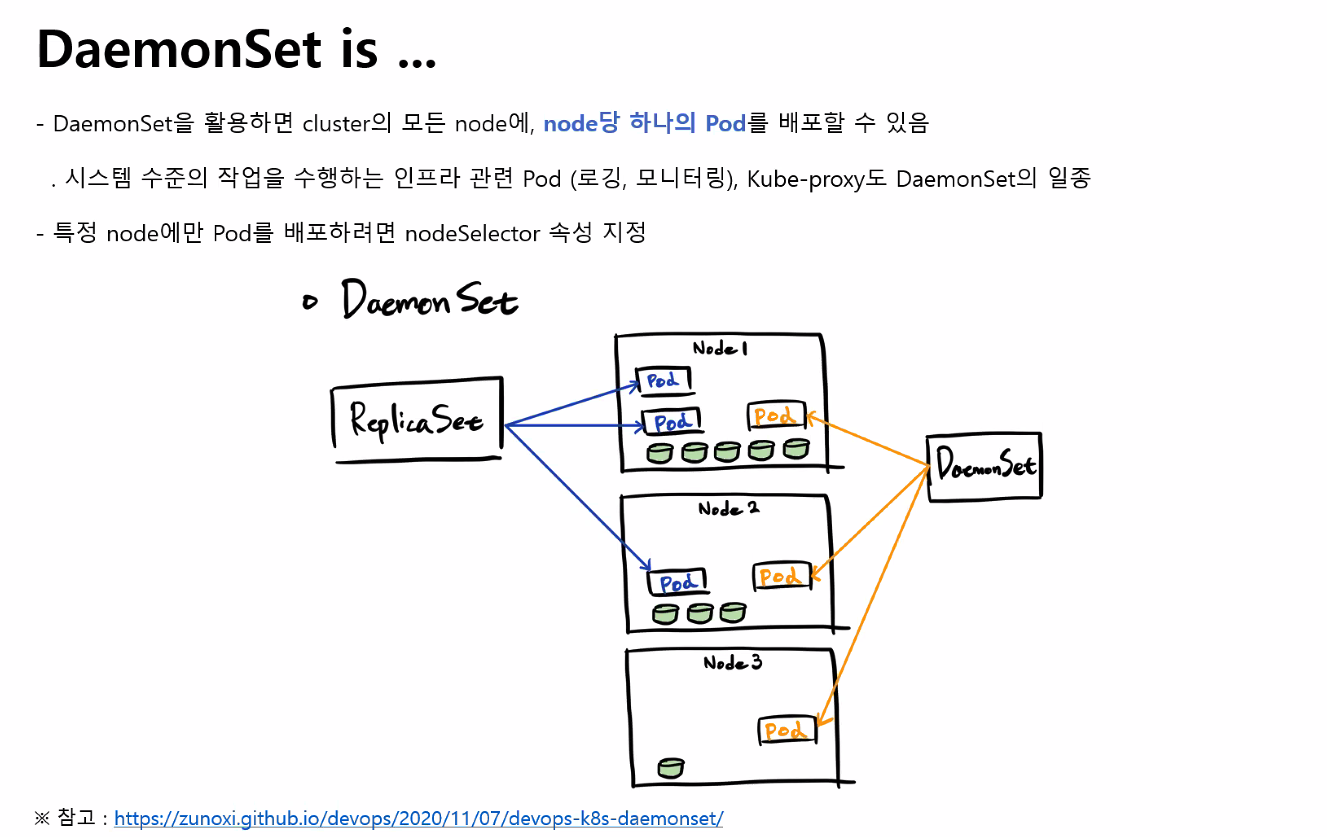 DaemonSet is ...
- DaemonSet을 활용하면 cluster의 모든 node에, node당 하나의 Pod를 배포할 수 있음
. 시스템 수준의 작업을 수행하는 인프라 관련 Pod (로깅, 모니터링), Kube-proxy도 DaemonSet의 일종
- 특정 node에만 Pod를 배포하려면 nodeSelector 속성 지정
DaemonSet
Node 1
Pod
ReplicaSet
Pod
Pod
DaemonSet
Node 2
Pod
Pod
Node 3
Pod
※ 참고 : https://zunoxi.github.io/devops/2020/11/07/devops-k8s-daemonset/